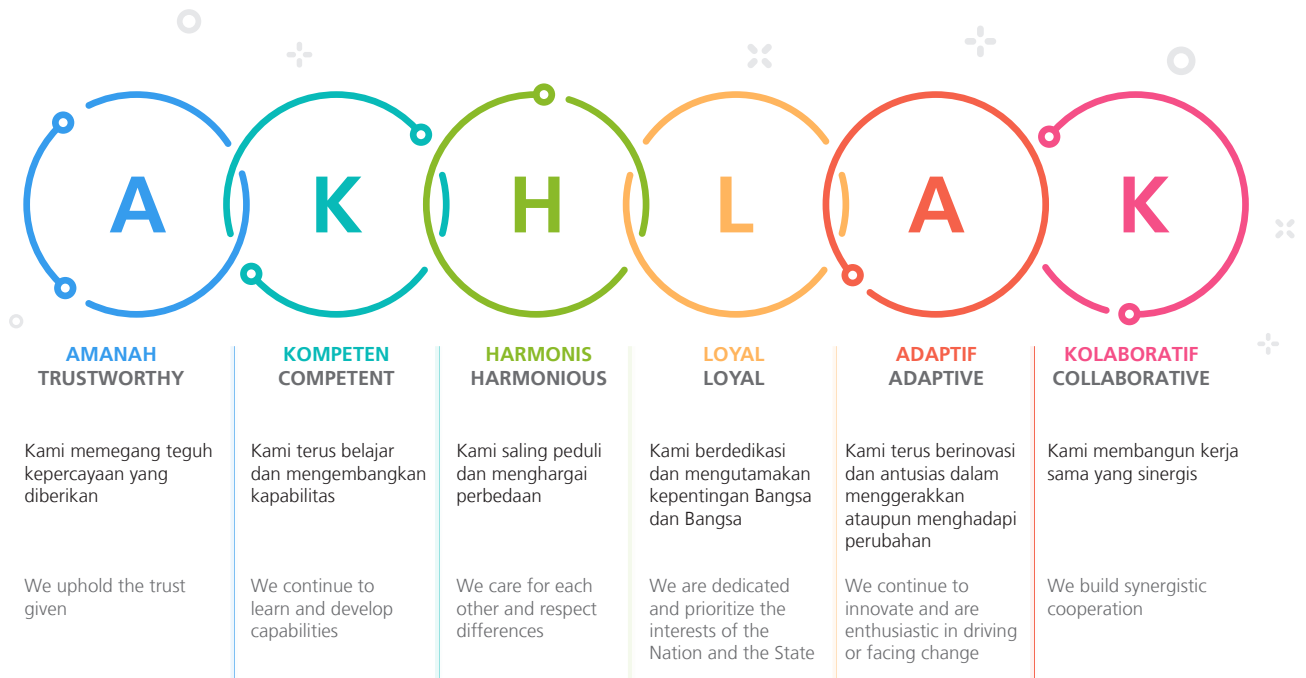 A K H L A K
AMANAH
TRUSTWORTHY
Kami memegang teguh
kepercayaan yang
diberikan
We uphold the trust
given
KOMPETEN
COMPETENT
Kami terus belajar
dan mengembangkan
kapabilitas
We continue to
learn and develop
capabilities
HARMONIS
HARMONIOUS
Kami saling peduli
dan menghargai
perbedaan
We care for each
other and respect
differences
LOYAL
LOYAL
Kami berdedikasi
dan mengutamakan
kepentingan Bangsa
dan Bangsa
We are dedicated
and prioritize the
interests of the
Nation and the State
ADAPTIF
ADAPTIVE
Kami terus berinovasi
dan antusias dalam
menggerakkan
ataupun menghadapi
perubahan
We continue to
innovate and are
enthusiastic in driving
or facing change
KOLABORATIF
COLLABORATIVE
Kami membangun kerja
sama yang sinergis
We build synergistic
cooperation